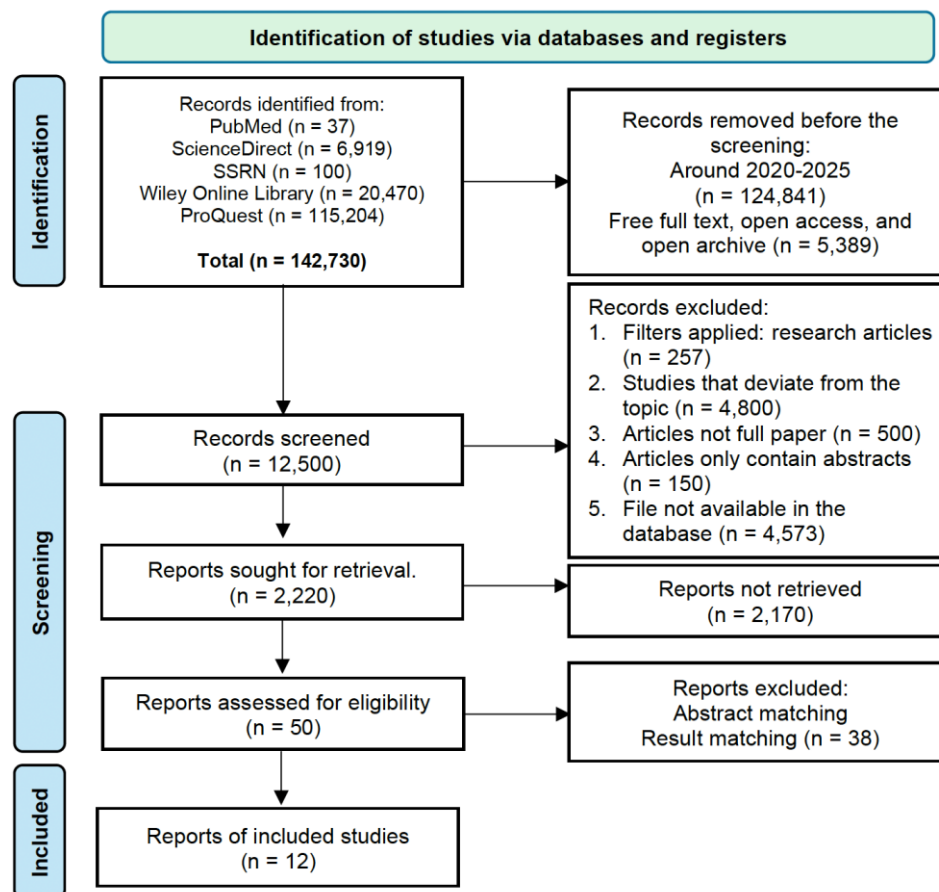 Identification of studies via databases and registers
Identification
Records identified from:
PubMed (n = 37)
ScienceDirect (n = 6,919)
SSRN (n = 100)
Wiley Online Library (n = 20,470)
ProQuest (n = 115,204)
Total (n = 142,730)
Records removed before the
screening:
Around 2020-2025
(n = 124,841)
Free full text, open access, and
open archive (n = 5,389)
Screening
Records screened
(n = 12,500)
Records excluded:
1. Filters applied: research articles
(n = 257)
2. Studies that deviate from the
topic (n = 4,800)
3. Articles not full paper (n = 500)
4. Articles only contain abstracts
(n = 150)
5. File not available in the
database (n = 4,573)
Reports sought for retrieval.
(n = 2,220)
Reports not retrieved
(n = 2,170)
Reports assessed for eligibility
(n = 50)
Reports excluded:
Abstract matching
Result matching (n = 38)
Included
Reports of included studies
(n = 12)